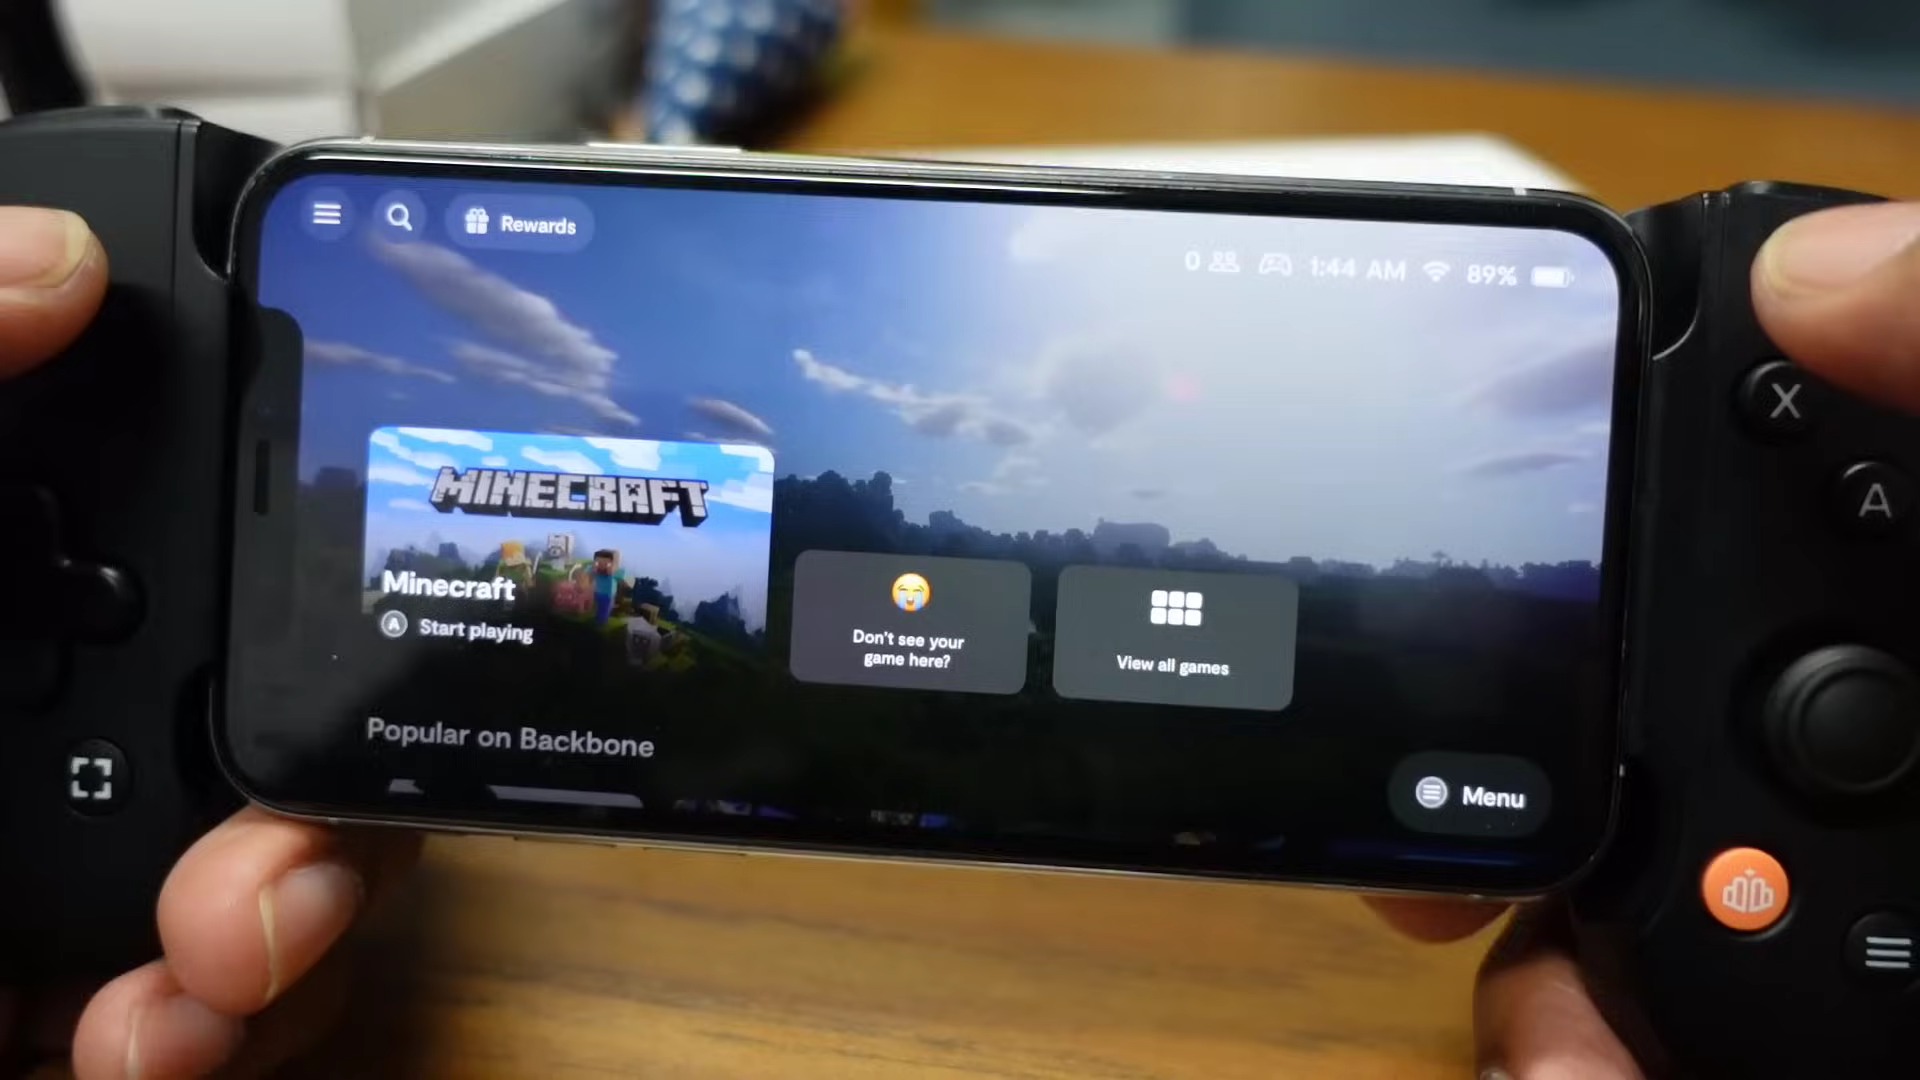 Rewards
0
1:44 AM
89%
MINECRAFT
Minecraft
A Start playing
Don't see your
game here?
View all games
Popular on Backbone
Menu
X
A